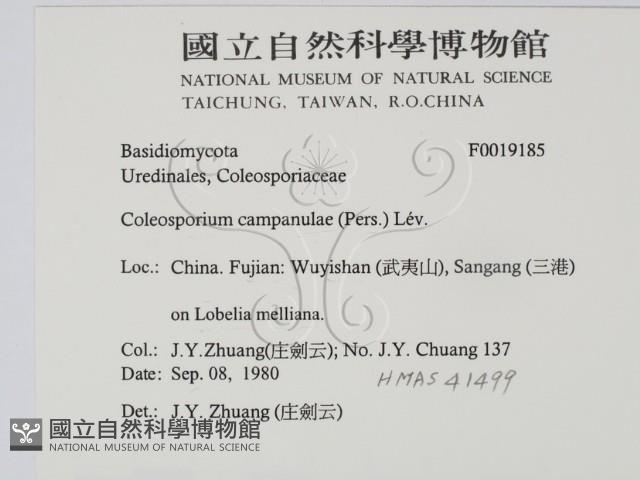 國立自然科學博物館
NATIONAL MUSEUM OF NATURAL SCIENCE
TAICHUNG, TAIWAN, R.O.CHINA
Basidiomycota F0019185
Uredinales, Coleosporiaceae
Coleosporium campanulae (Pers.) Lév.
Loc.: China. Fujian: Wuyishan (武夷山), Sangang (三港)
on Lobelia melliana.
Col.: J.Y.Zhuang(庄劍云); No. J.Y. Chuang 137
Date: Sep. 08, 1980
HMAS 41499
Det.: J.Y. Zhuang (庄劍云)
國立自然科學博物館
NATIONAL MUSEUM OF NATURAL SCIENCE